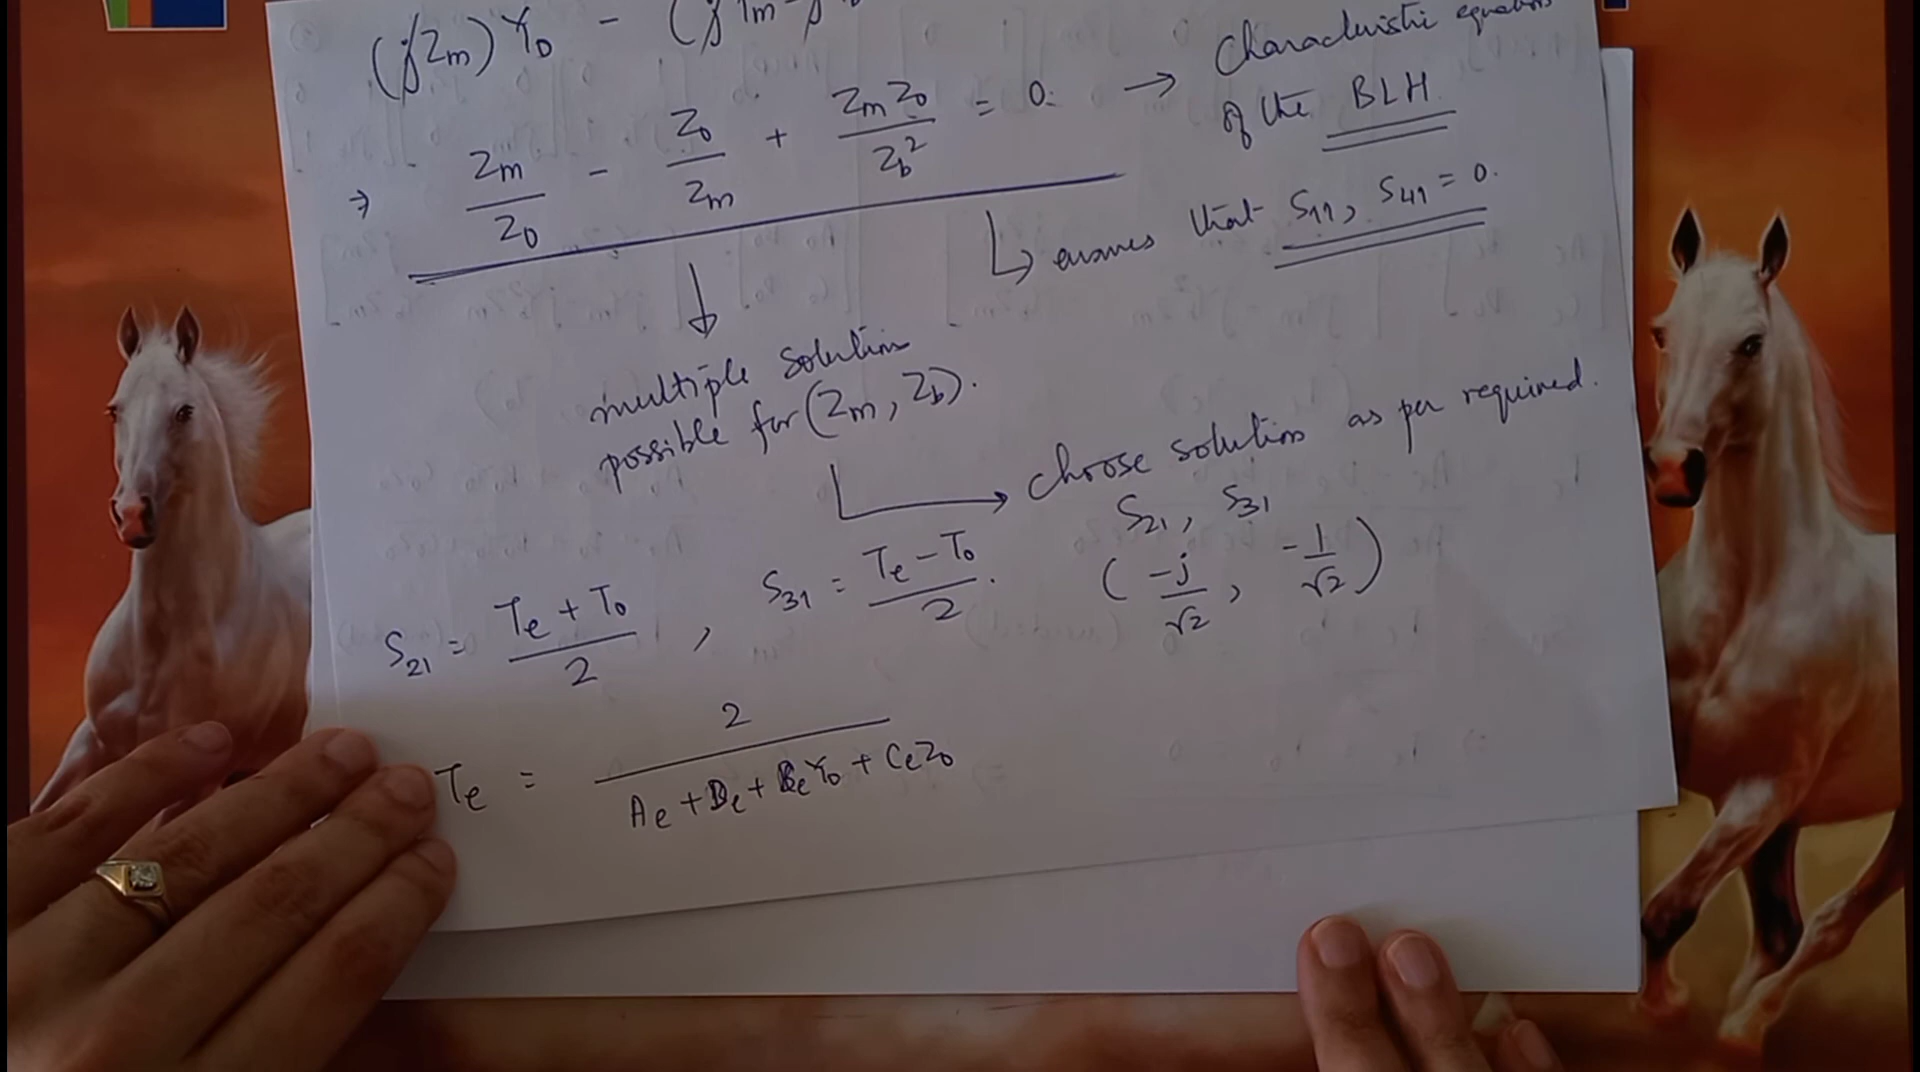 (jZm) Y0 - (jYm - j
⇒ Zm/Z0 - Z0/Zm + ZmZ0/Zb² = 0. → Characteristic equation
of the BLH
↳ ensures that S11, S41 = 0.
multiple solutions
possible for (Zm, Zb).
→ choose solution as per required.
S21, S31
(-j/√2, -1/√2)
S21 = (Te + To)/2 , S31 = (Te - To)/2.
Te = 2/(Ae + De + BeY0 + CeZ0)